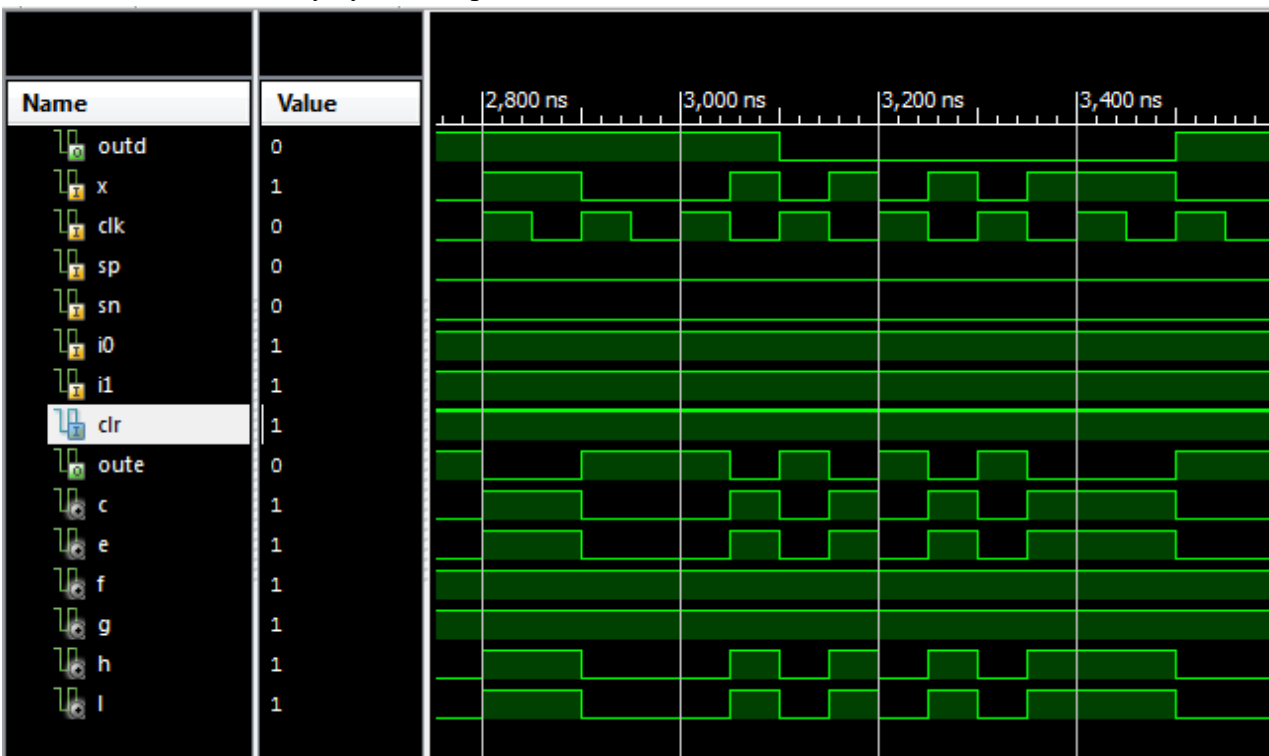 Name Value 2,800 ns 3,000 ns 3,200 ns 3,400 ns
outd 0
x 1
clk 0
sp 0
sn 0
i0 1
i1 1
clr 1
oute 0
c 1
e 1
f 1
g 1
h 1
l 1